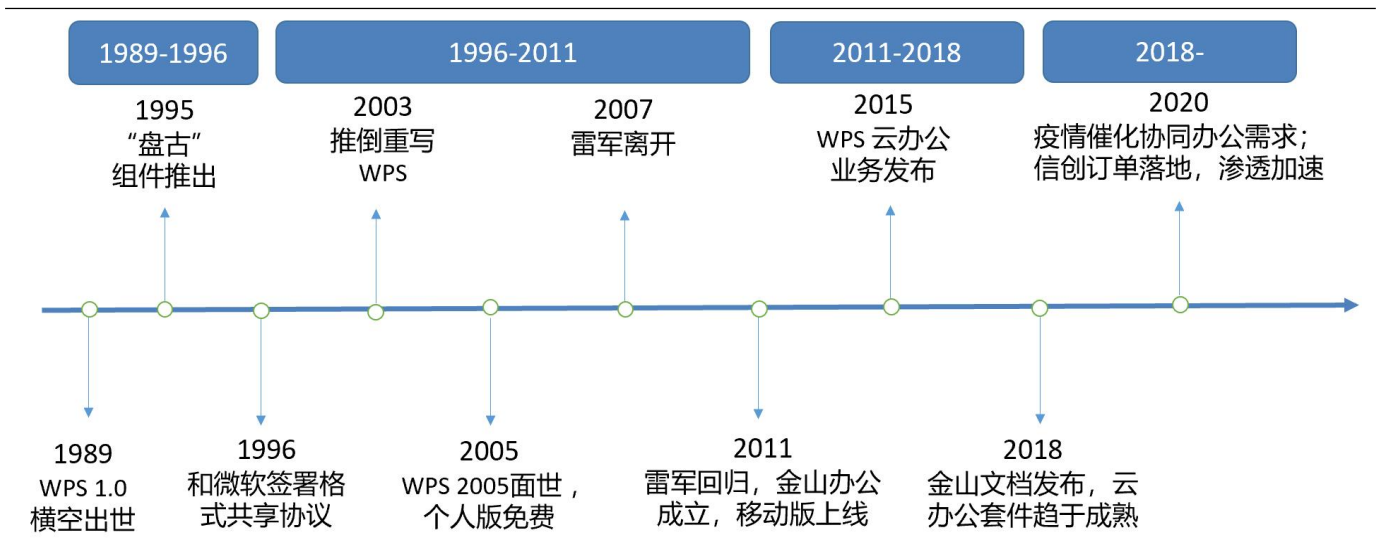 1989-1996
1996-2011
2011-2018
2018-
1995
“盘古”
组件推出
2003
推倒重写
WPS
2007
雷军离开
2015
WPS 云办公
业务发布
2020
疫情催化协同办公需求；
信创订单落地，渗透加速
1989
WPS 1.0
横空出世
1996
和微软签署格
式共享协议
2005
WPS 2005面世，
个人版免费
2011
雷军回归，金山办公
成立，移动版上线
2018
金山文档发布，云
办公套件趋于成熟